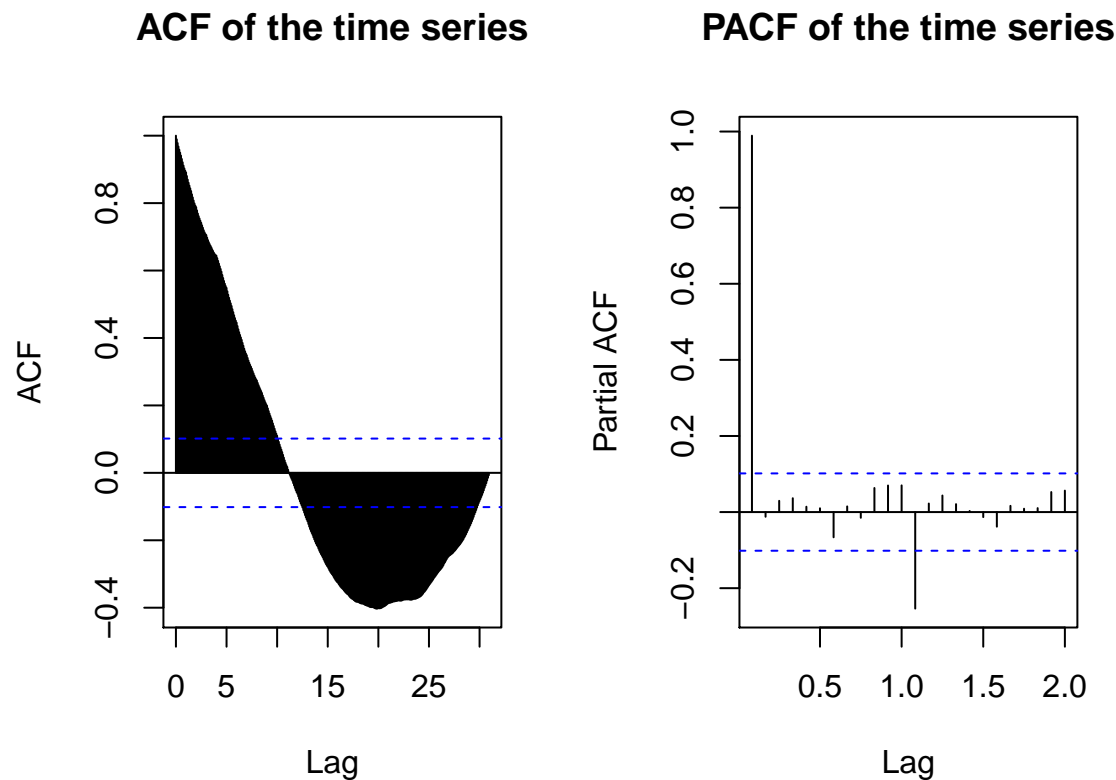 ACF of the time series
PACF of the time series
ACF
0.8
0.4
0.0
−0.4
0 5 15 25
Lag
Partial ACF
1.0
0.8
0.6
0.4
0.2
−0.2
0.5 1.0 1.5 2.0
Lag